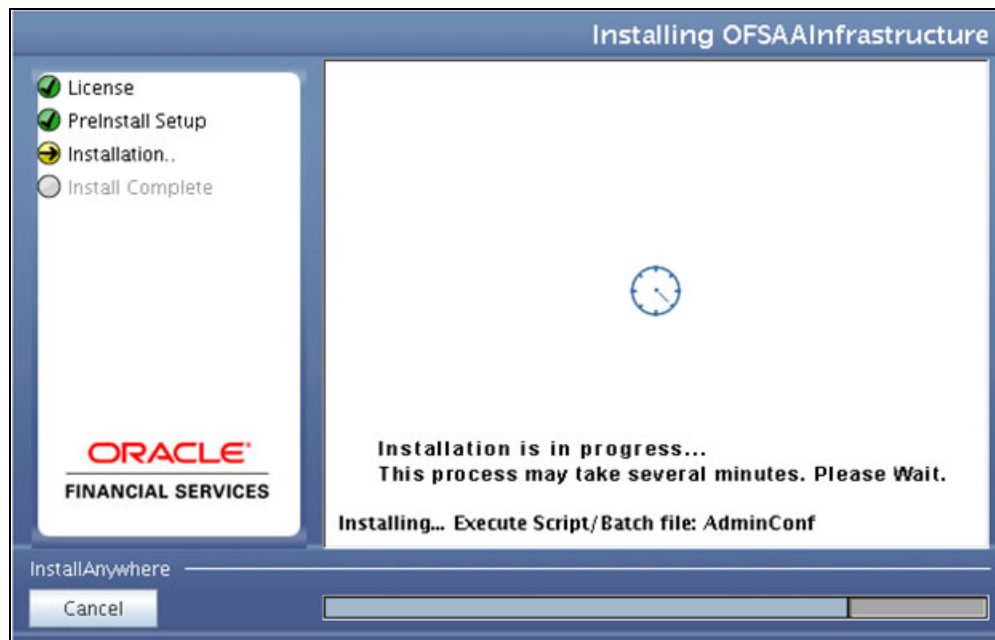 Installing OFSAAInfrastructure
License
PreInstall Setup
Installation..
Install Complete
ORACLE®
FINANCIAL SERVICES
Installation is in progress...
This process may take several minutes. Please Wait.
Installing... Execute Script/Batch file: AdminConf
InstallAnywhere
Cancel